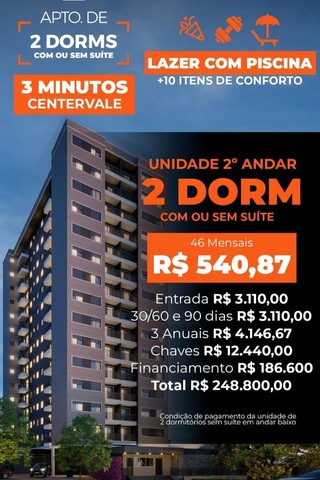 APTO. DE
2 DORMS
COM OU SEM SUÍTE
3 MINUTOS
CENTERVALE
LAZER COM PISCINA
+10 ITENS DE CONFORTO
UNIDADE 2º ANDAR
2 DORM
COM OU SEM SUÍTE
46 Mensais
R$ 540,87
Entrada R$ 3.110,00
30/60 e 90 dias R$ 3.110,00
3 Anuais R$ 4.146,67
Chaves R$ 12.440,00
Financiamento R$ 186.600
Total R$ 248.800,00
Condição de pagamento da unidade de
2 dormitórios sem suite em andar baixo